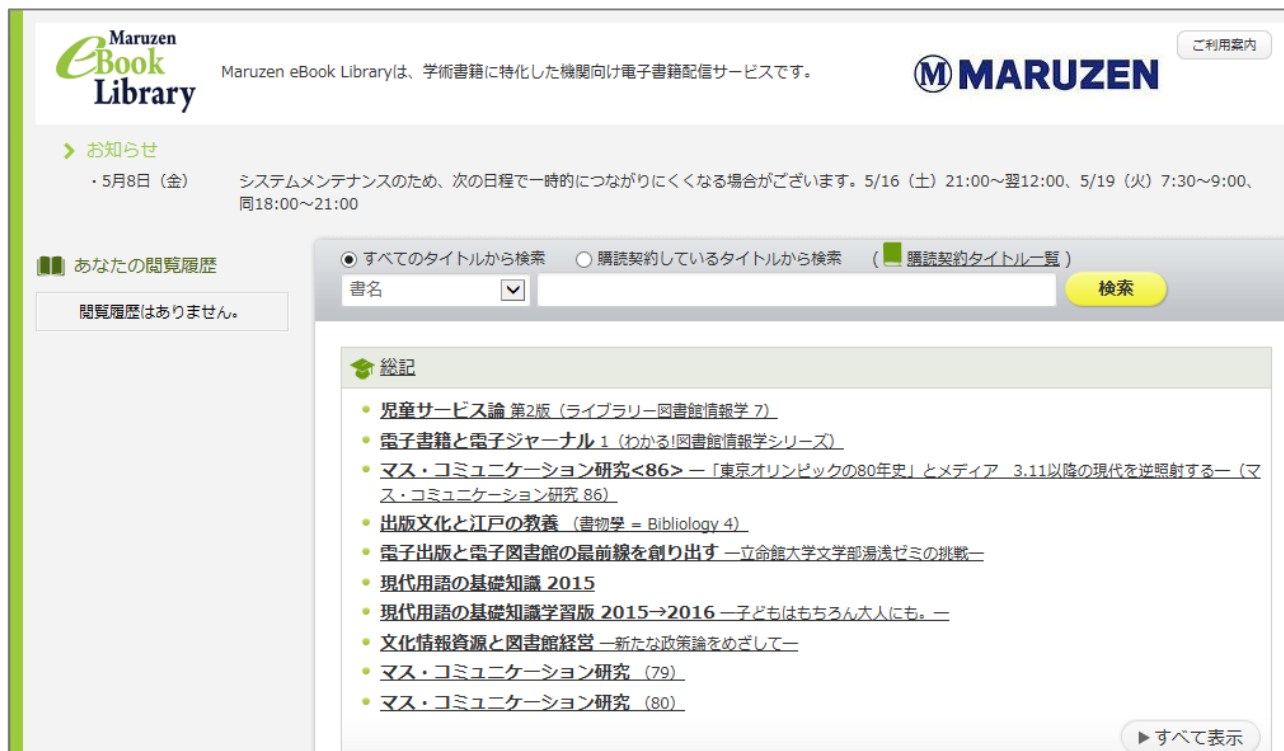 Maruzen
eBook
Library
Maruzen eBook Libraryは、学術書籍に特化した機関向け電子書籍配信サービスです。
M MARUZEN
ご利用案内
お知らせ
・5月8日（金） システムメンテナンスのため、次の日程で一時的につながりにくくなる場合がございます。5/16（土）21:00～翌12:00、5/19（火）7:30～9:00、
同18:00～21:00
あなたの閲覧履歴
閲覧履歴はありません。
すべてのタイトルから検索 購読契約しているタイトルから検索 （ 購読契約タイトル一覧 ）
書名 検索
総記
児童サービス論 第2版（ライブラリー図書館情報学 7）
電子書籍と電子ジャーナル 1（わかる!図書館情報学シリーズ）
マス・コミュニケーション研究<86> ―「東京オリンピックの80年史」とメディア　3.11以降の現代を逆照射する―（マ
ス・コミュニケーション研究 86）
出版文化と江戸の教養 （書物學 = Bibliology 4）
電子出版と電子図書館の最前線を創り出す ―立命館大学文学部湯浅ゼミの挑戦―
現代用語の基礎知識 2015
現代用語の基礎知識学習版 2015→2016 ―子どもはもちろん大人にも。―
文化情報資源と図書館経営 ―新たな政策論をめざして―
マス・コミュニケーション研究 （79）
マス・コミュニケーション研究 （80）
▶すべて表示